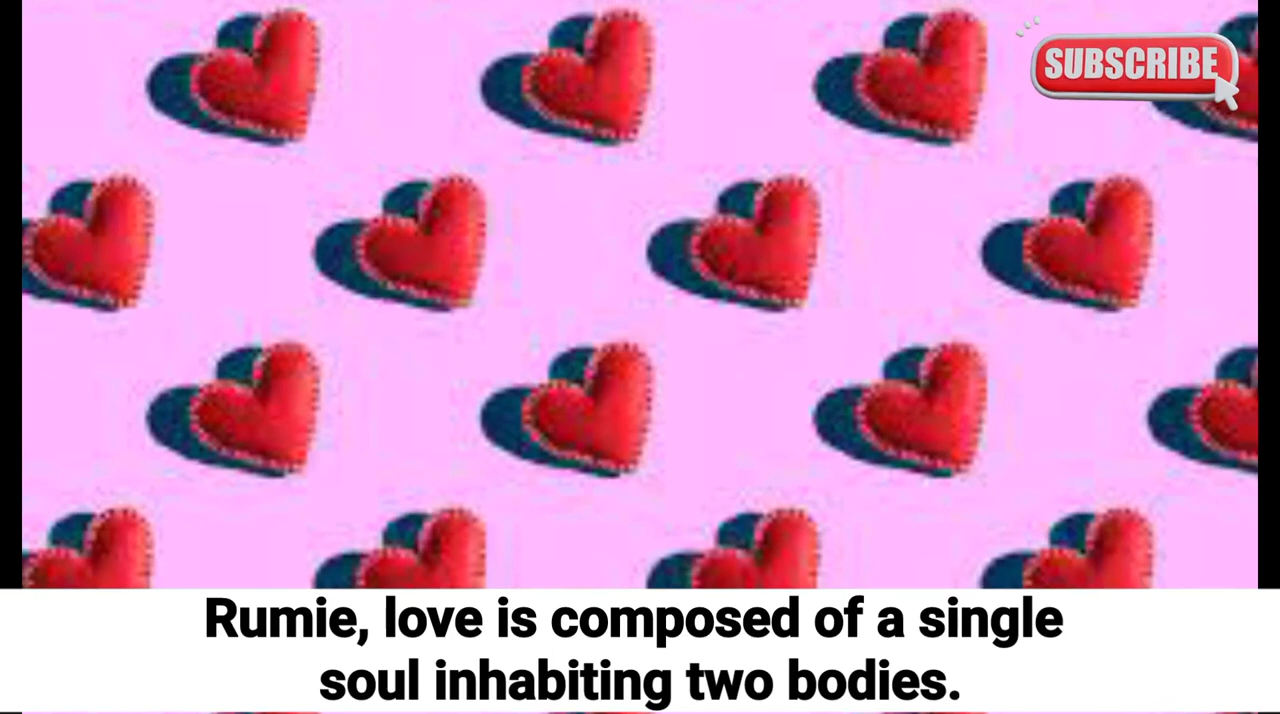 SUBSCRIBE
Rumie, love is composed of a single
soul inhabiting two bodies.